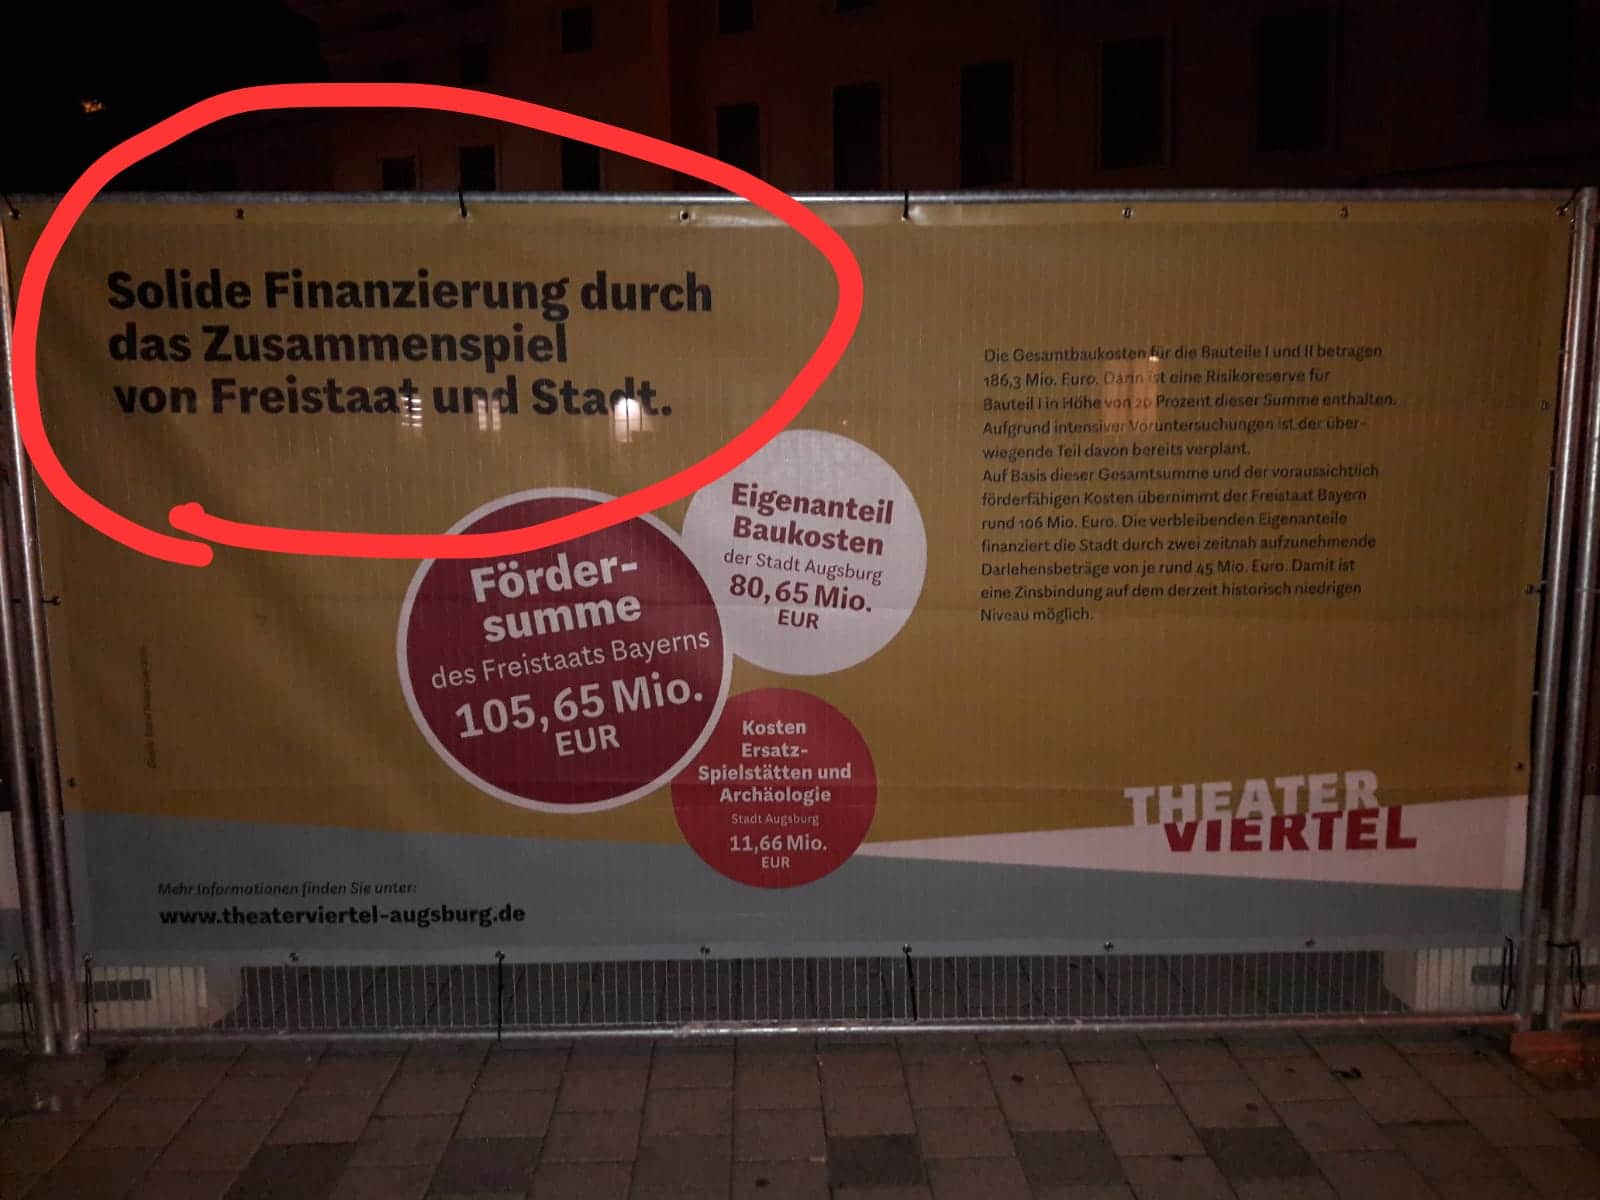 Solide Finanzierung durch
das Zusammenspiel
von Freistaat und Stadt.
Förder-
summe
des Freistaats Bayerns
105,65 Mio.
EUR
Eigenanteil
Baukosten
der Stadt Augsburg
80,65 Mio.
EUR
Kosten
Ersatz-
Spielstätten und
Archäologie
Stadt Augsburg
11,66 Mio.
EUR
Die Gesamtbaukosten für die Bauteile I und II betragen
186,3 Mio. Euro. Darin ist eine Risikoreserve für
Bauteil I in Höhe von 20 Prozent dieser Summe enthalten.
Aufgrund intensiver Voruntersuchungen ist der über-
wiegende Teil davon bereits verplant.
Auf Basis dieser Gesamtsumme und der voraussichtlich
förderfähigen Kosten übernimmt der Freistaat Bayern
rund 106 Mio. Euro. Die verbleibenden Eigenanteile
finanziert die Stadt durch zwei zeitnah aufzunehmende
Darlehensbeträge von je rund 45 Mio. Euro. Damit ist
eine Zinsbindung auf dem derzeit historisch niedrigen
Niveau möglich.
THEATER
VIERTEL
Mehr Informationen finden Sie unter:
www.theaterviertel-augsburg.de